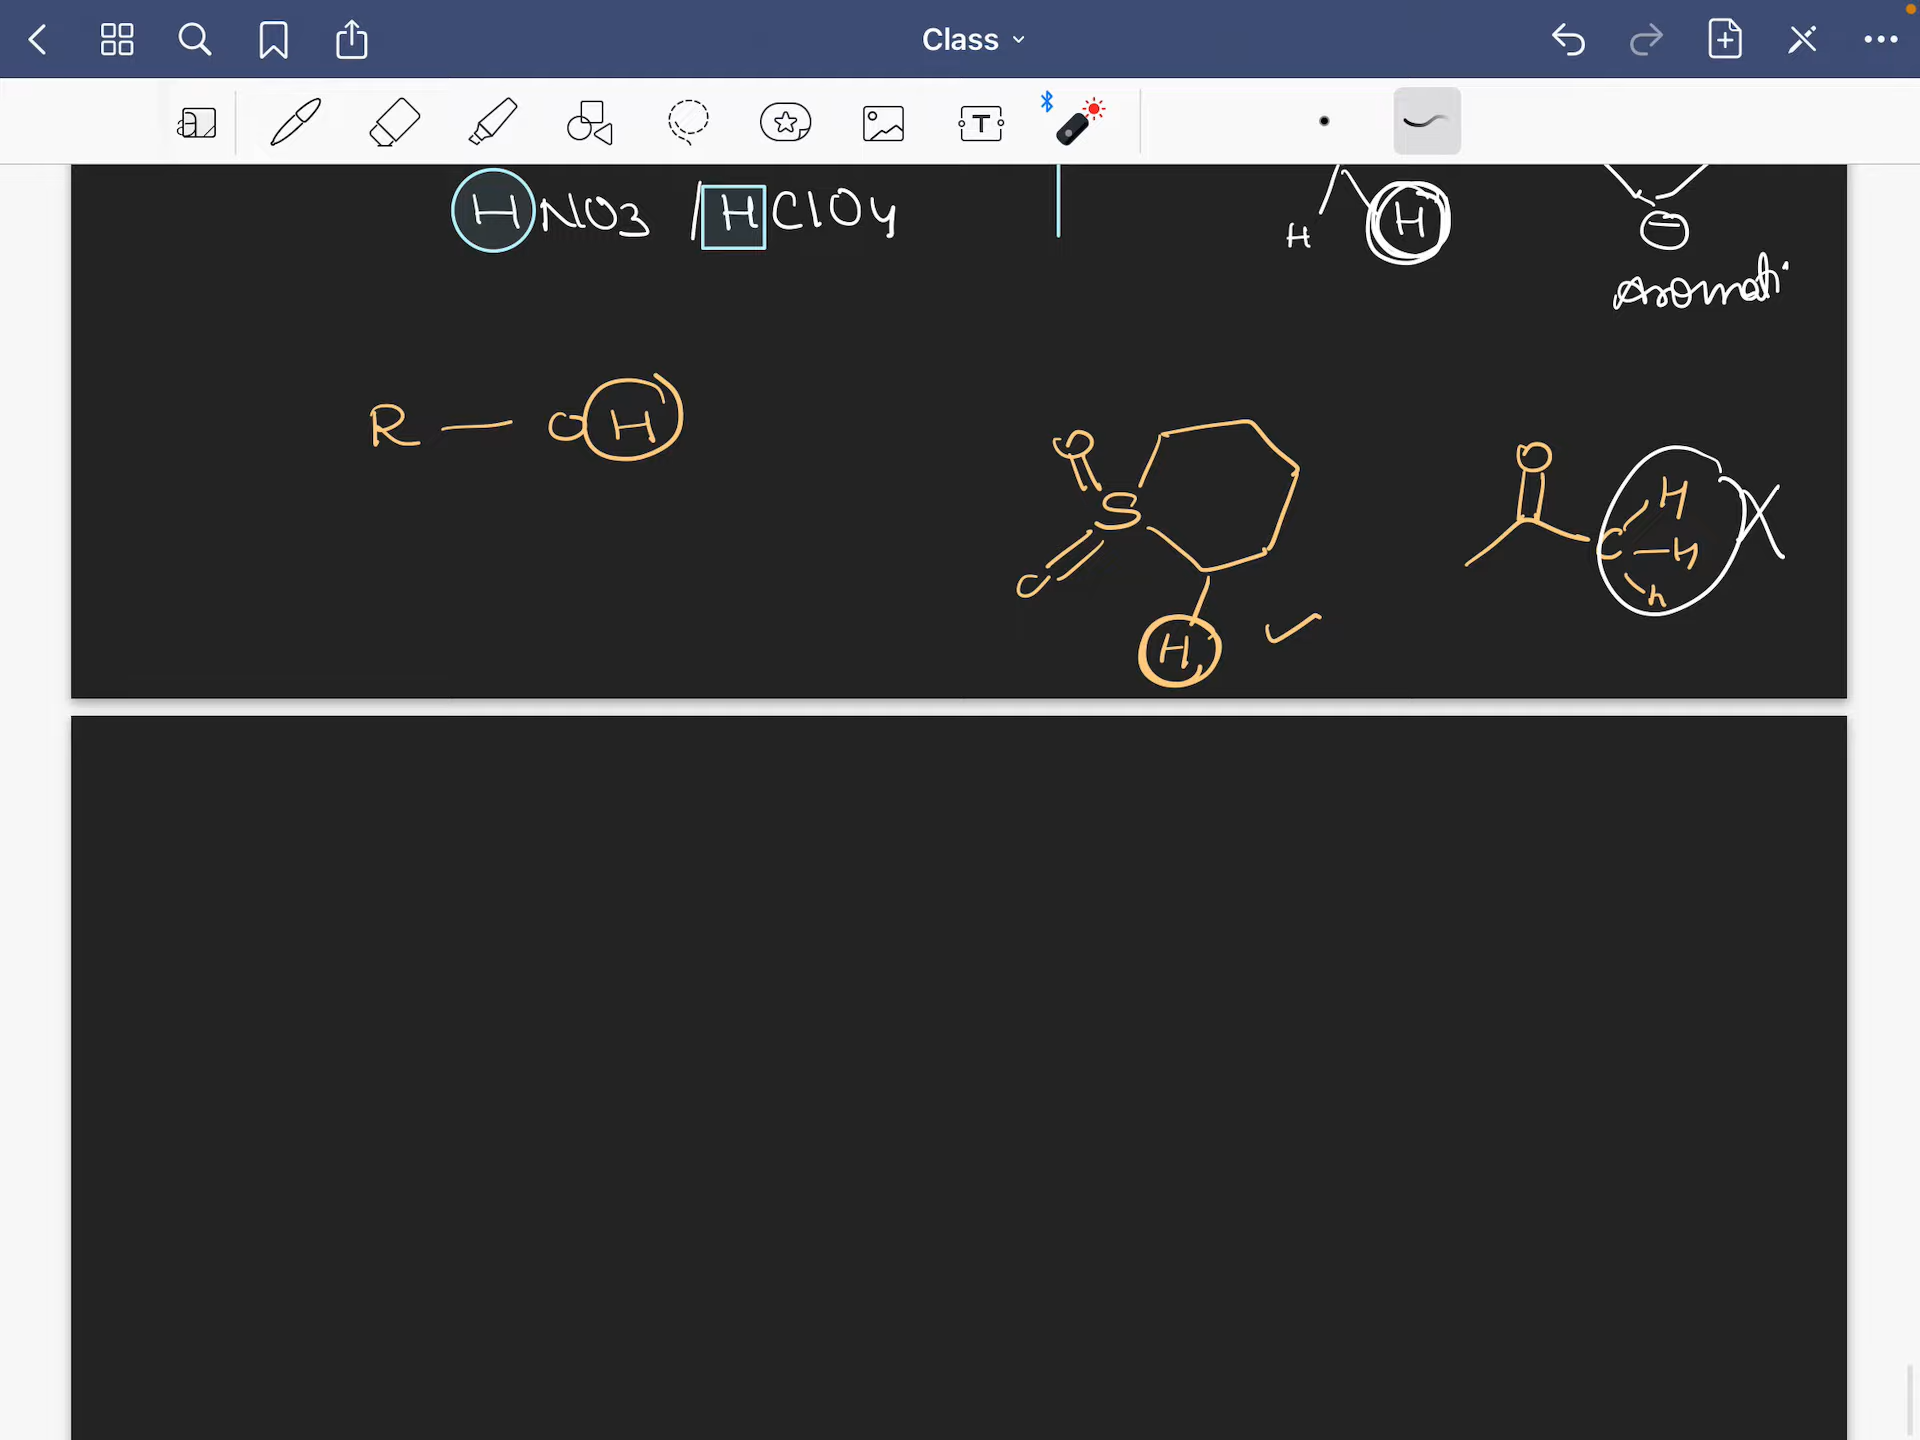 Class
T
HNO3 / HClO4
H H
⊖
Aromati
R — OH
O
S
O
H ✓
O
H
C — H
h
X